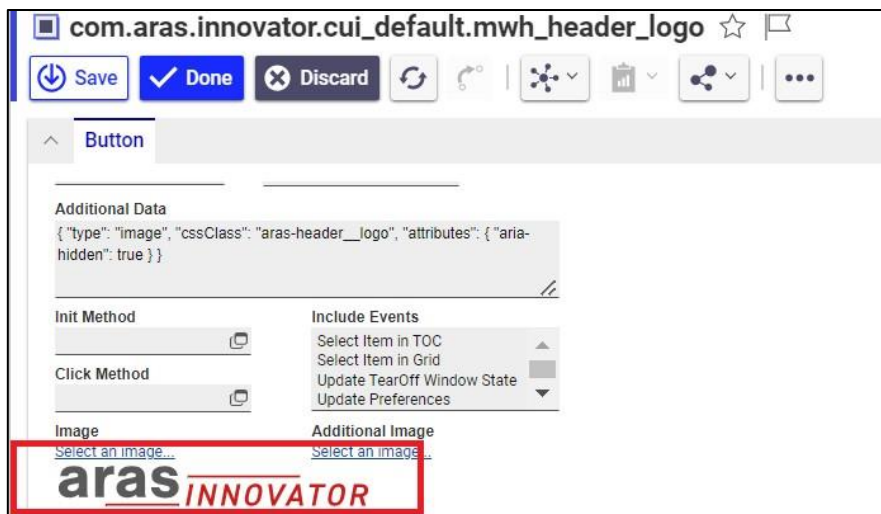 com.aras.innovator.cui_default.mwh_header_logo
Save Done Discard
Button
Additional Data
{ "type": "image", "cssClass": "aras-header__logo", "attributes": { "aria-
hidden": true } }
Init Method Include Events
Select Item in TOC
Select Item in Grid
Click Method
Update TearOff Window State
Update Preferences
Image Additional Image
Select an image... Select an image...
aras INNOVATOR